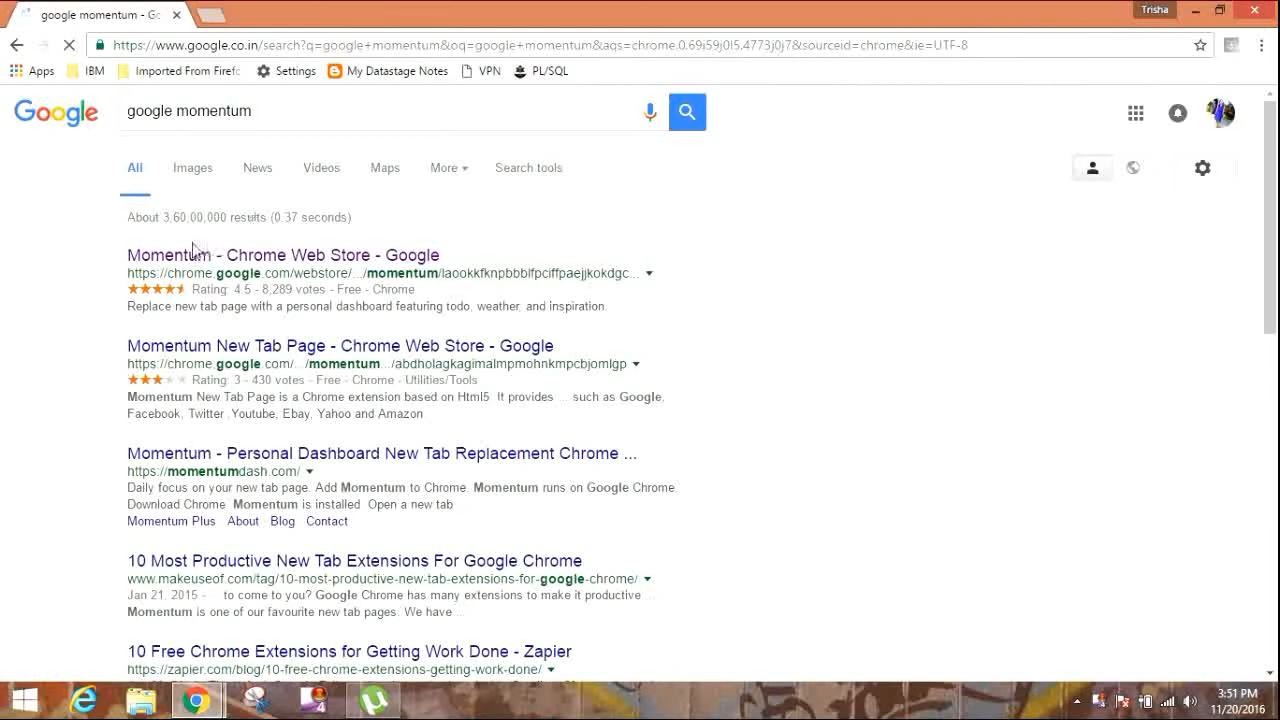 google momentum - Go
Trisha
https://www.google.co.in/search?q=google+momentum&oq=google+momentum&aqs=chrome.0.69i59j0l5.4773j0j7&sourceid=chrome&ie=UTF-8
Apps IBM Imported From Firefo Settings My Datastage Notes VPN PL/SQL
Google google momentum
All Images News Videos Maps More Search tools
About 3,60,00,000 results (0.37 seconds)
Momentum - Chrome Web Store - Google
https://chrome.google.com/webstore/.../momentum/laookkfknpbbblfpciffpaejjkokdgc...
Rating: 4.5 - 8,289 votes - Free - Chrome
Replace new tab page with a personal dashboard featuring todo, weather, and inspiration.
Momentum New Tab Page - Chrome Web Store - Google
https://chrome.google.com/.../momentum.../abdholagkagimalmpmohnkmpcbjomlgp
Rating: 3 - 430 votes - Free - Chrome - Utilities/Tools
Momentum New Tab Page is a Chrome extension based on Html5. It provides ... such as Google,
Facebook, Twitter ,Youtube, Ebay, Yahoo and Amazon
Momentum - Personal Dashboard New Tab Replacement Chrome ...
https://momentumdash.com/
Daily focus on your new tab page. Add Momentum to Chrome. Momentum runs on Google Chrome.
Download Chrome. Momentum is installed. Open a new tab
Momentum Plus About Blog Contact
10 Most Productive New Tab Extensions For Google Chrome
www.makeuseof.com/tag/10-most-productive-new-tab-extensions-for-google-chrome/
Jan 21, 2015 - ... to come to you? Google Chrome has many extensions to make it productive ...
Momentum is one of our favourite new tab pages. We have ...
10 Free Chrome Extensions for Getting Work Done - Zapier
https://zapier.com/blog/10-free-chrome-extensions-getting-work-done/
3:51 PM
11/20/2016